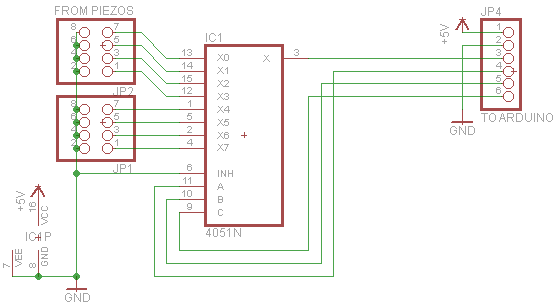 FROM PIEZOS
8 7
6 5
4 3
2 1
JP2
8 7
6 5
4 3
2 1
JP1
IC1
13 X0 X 3
14 X1
15 X2
12 X3
1 X4
5 X5
2 X6
4 X7
6 INH
11 A
10 B
9 C
4051N
JP4
+5V
1
2
3
4
5
6
GND
TO ARDUINO
+5V
16 VCC
IC1P
7 VEE
8 GND
GND